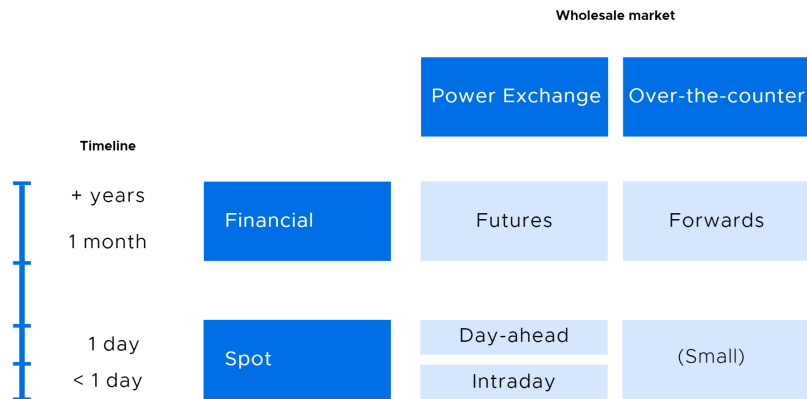 Wholesale market
Power Exchange
Over-the-counter
Timeline
+ years
1 month
Financial
Futures
Forwards
1 day
< 1 day
Spot
Day-ahead
Intraday
(Small)